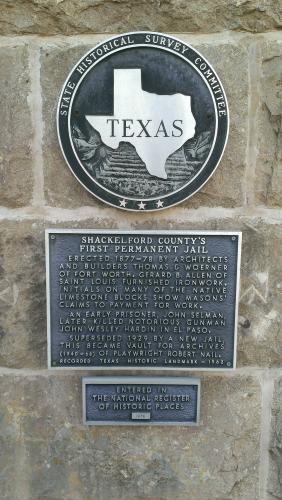 STATE HISTORICAL SURVEY COMMITTEE
TEXAS
SHACKELFORD COUNTY'S
FIRST PERMANENT JAIL
ERECTED 1877-78 BY ARCHITECTS
AND BUILDERS THOMAS & WOERNER
OF FORT WORTH. GERARD B. ALLEN OF
SAINT LOUIS FURNISHED IRONWORK.
INITIALS ON MANY OF THE NATIVE
LIMESTONE BLOCKS SHOW MASONS'
CLAIMS TO PAYMENT FOR WORK.
AN EARLY PRISONER, JOHN SELMAN,
LATER KILLED NOTORIOUS GUNMAN
JOHN WESLEY HARDIN IN EL PASO.
SUPERSEDED 1929 BY A NEW JAIL,
THIS BECAME VAULT FOR ARCHIVES
(1940-68) OF PLAYWRIGHT ROBERT NAIL.
RECORDED TEXAS HISTORIC LANDMARK - 1962
ENTERED IN
THE NATIONAL REGISTER
OF HISTORIC PLACES